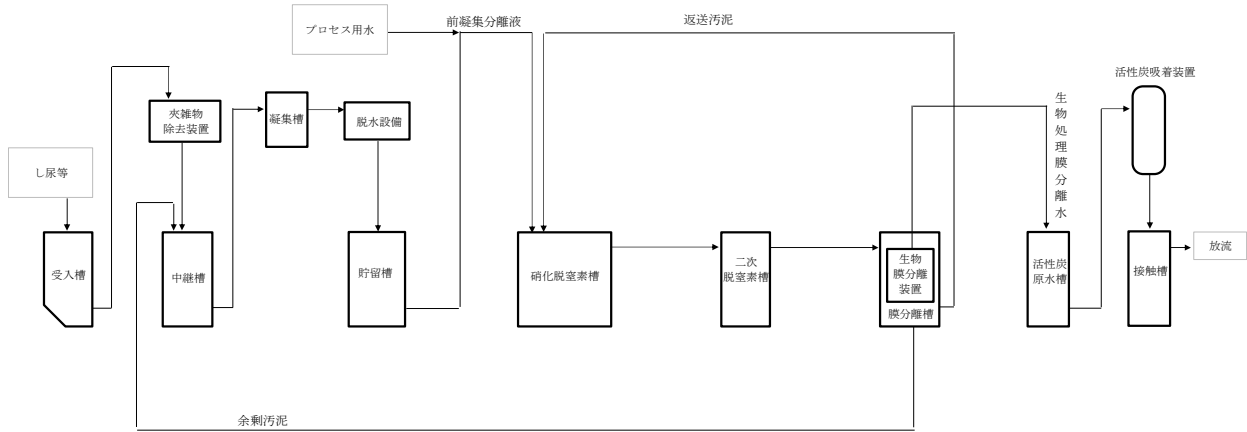 プロセス用水
前凝集分離液
返送汚泥
活性炭吸着装置
生物処理膜分離水
夾雑物
除去装置
凝集槽
脱水設備
し尿等
受入槽
中継槽
貯留槽
硝化脱窒素槽
二次
脱窒素槽
生物
膜分離
装置
膜分離槽
活性炭
原水槽
接触槽
放流
余剰汚泥